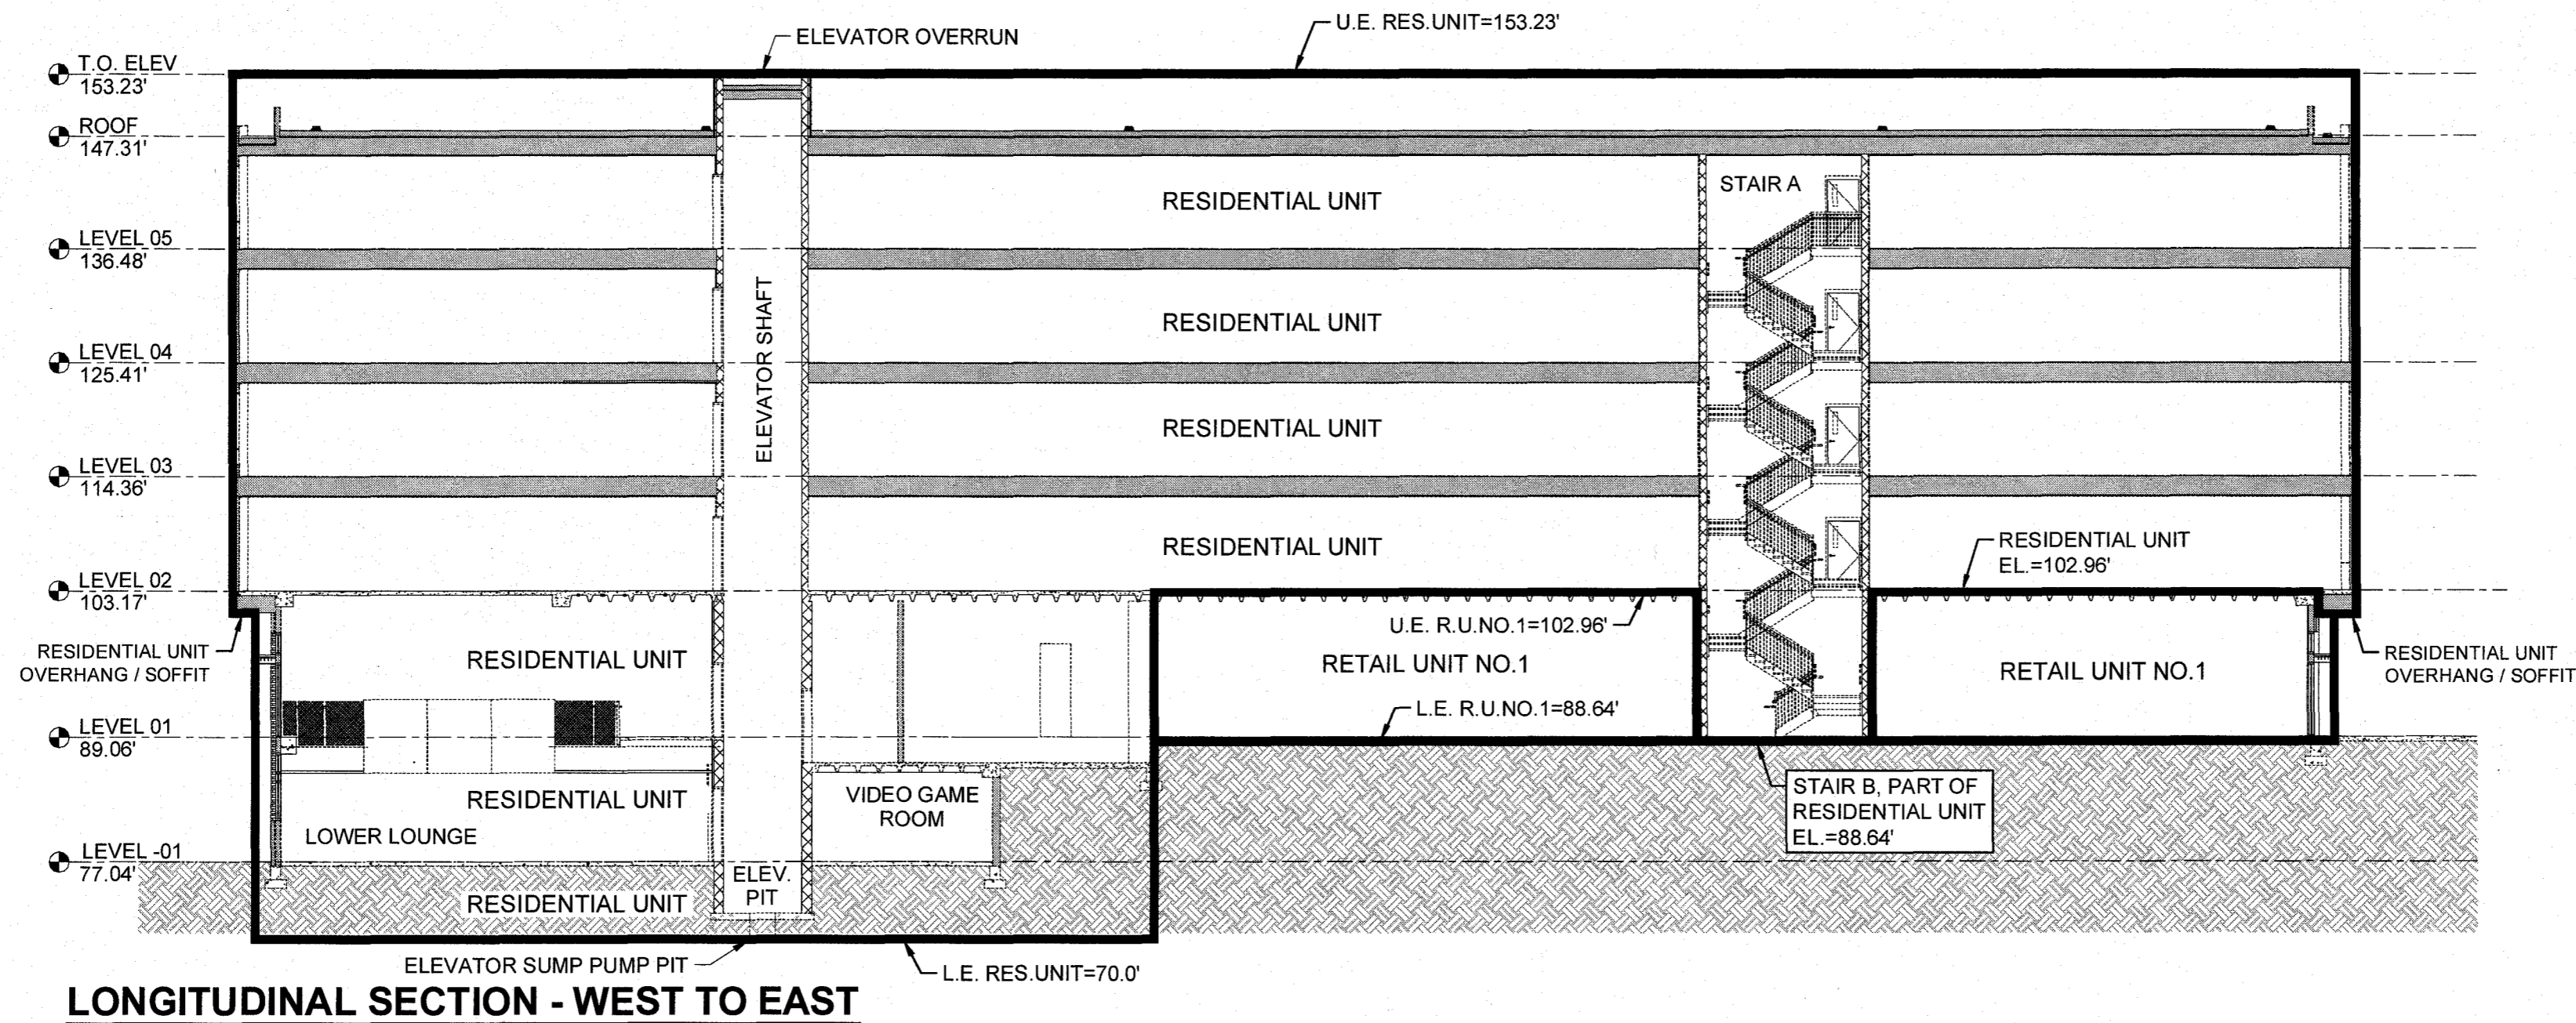 U.E. RES.UNIT=153.23'
ELEVATOR OVERRUN
T.O. ELEV
153.23'
ROOF
147.31'
RESIDENTIAL UNIT
STAIR A
LEVEL 05
136.48'
ELEVATOR SHAFT
RESIDENTIAL UNIT
LEVEL 04
125.41'
RESIDENTIAL UNIT
LEVEL 03
114.36'
RESIDENTIAL UNIT
RESIDENTIAL UNIT
EL.=102.96'
LEVEL 02
103.17'
U.E. R.U.NO.1=102.96'
RESIDENTIAL UNIT
OVERHANG / SOFFIT
RESIDENTIAL UNIT
RETAIL UNIT NO.1
RETAIL UNIT NO.1
RESIDENTIAL UNIT
OVERHANG / SOFFIT
L.E. R.U.NO.1=88.64'
LEVEL 01
89.06'
RESIDENTIAL UNIT
VIDEO GAME
ROOM
STAIR B, PART OF
RESIDENTIAL UNIT
EL.=88.64'
LOWER LOUNGE
LEVEL -01
77.04'
ELEV.
PIT
RESIDENTIAL UNIT
ELEVATOR SUMP PUMP PIT
L.E. RES.UNIT=70.0'
LONGITUDINAL SECTION - WEST TO EAST